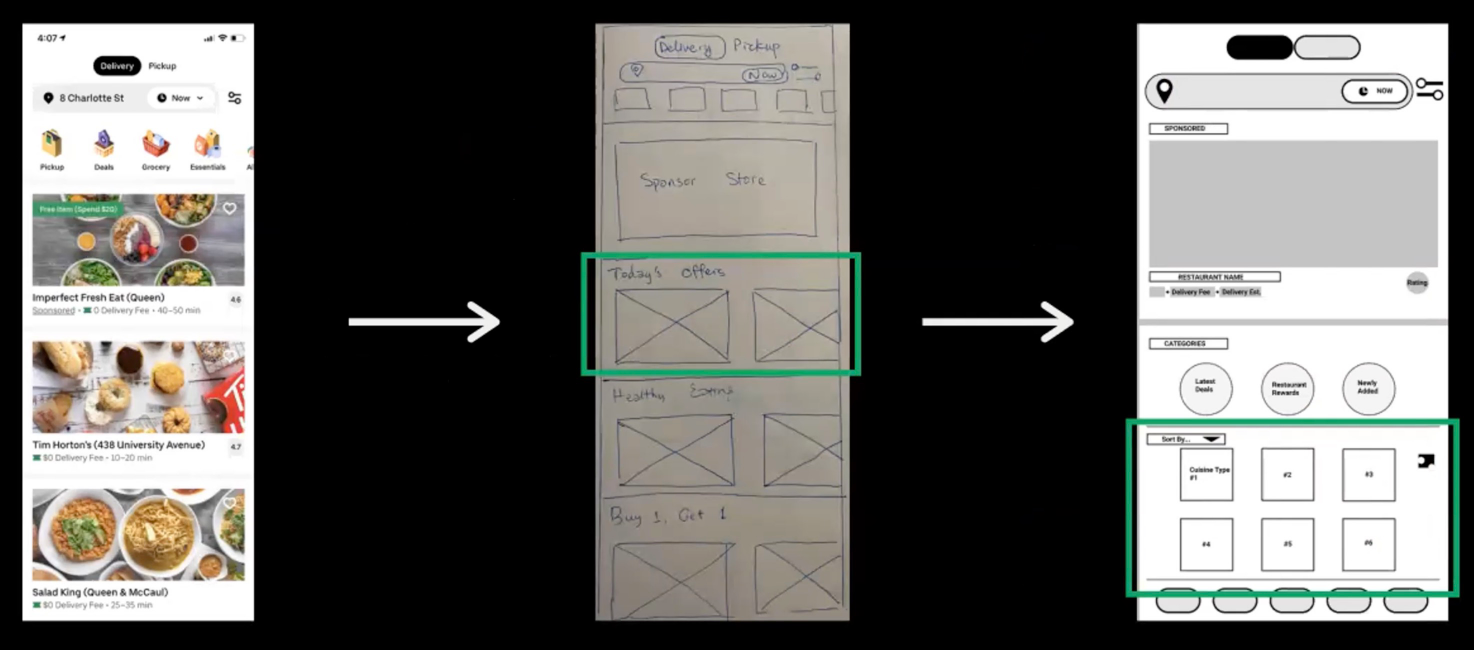 4:07
Delivery Pickup
8 Charlotte St Now
Pickup Deals Grocery Essentials Al
Free item (Spend $20)
Imperfect Fresh Eat (Queen) 4.6
Sponsored • $0 Delivery Fee • 40–50 min
Tim Horton's (438 University Avenue) 4.7
$0 Delivery Fee • 10–20 min
Salad King (Queen & McCaul)
$0 Delivery Fee • 25–35 min
Delivery Pickup
Now
Sponsor Store
Today's Offers
Healthy Eating
Buy 1, Get 1
NOW
SPONSORED
RESTAURANT NAME
Rating
• Delivery Fee • Delivery Est.
CATEGORIES
Latest Deals
Restaurant Rewards
Newly Added
Sort By...
Cuisine Type #1
#2
#3
#4
#5
#6